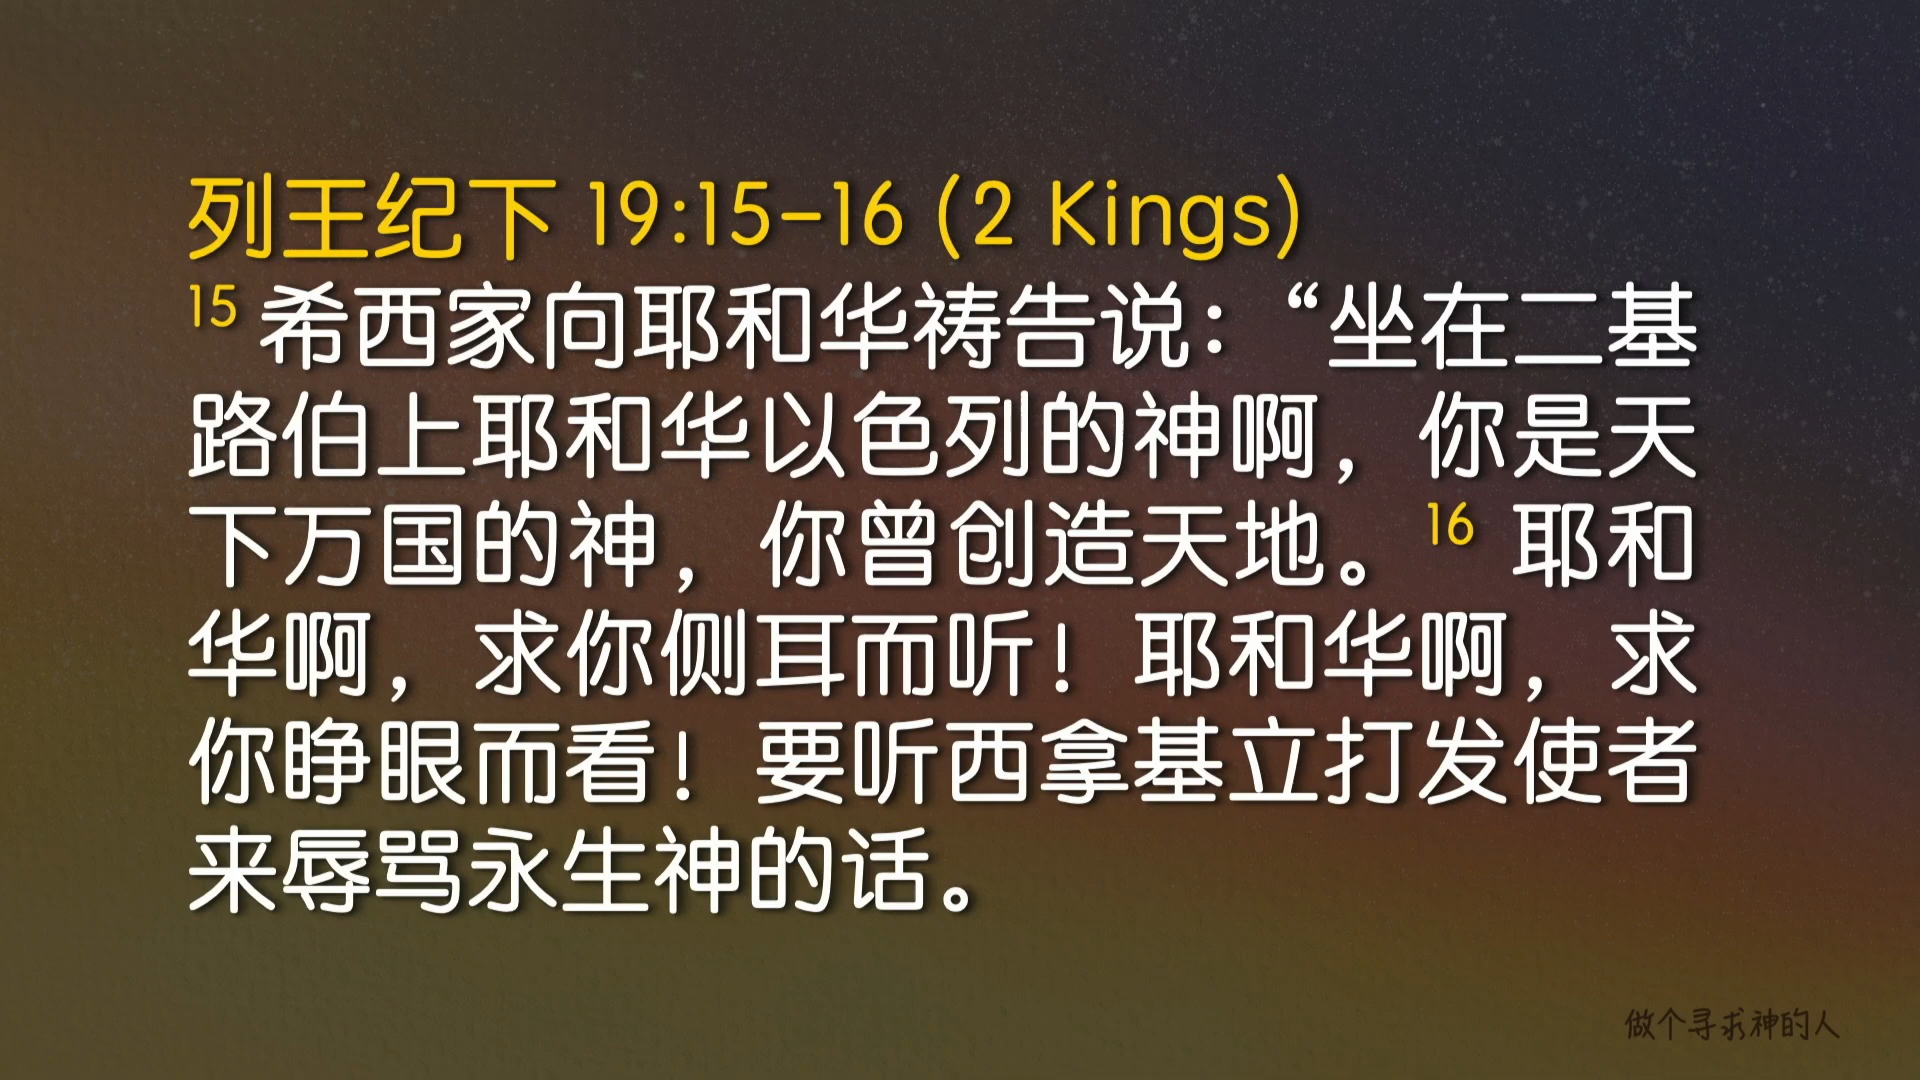 列王纪下 19:15-16 (2 Kings)
15 希西家向耶和华祷告说：“坐在二基
路伯上耶和华以色列的神啊，你是天
下万国的神，你曾创造天地。16 耶和
华啊，求你侧耳而听！耶和华啊，求
你睁眼而看！要听西拿基立打发使者
来辱骂永生神的话。
做个寻求神的人